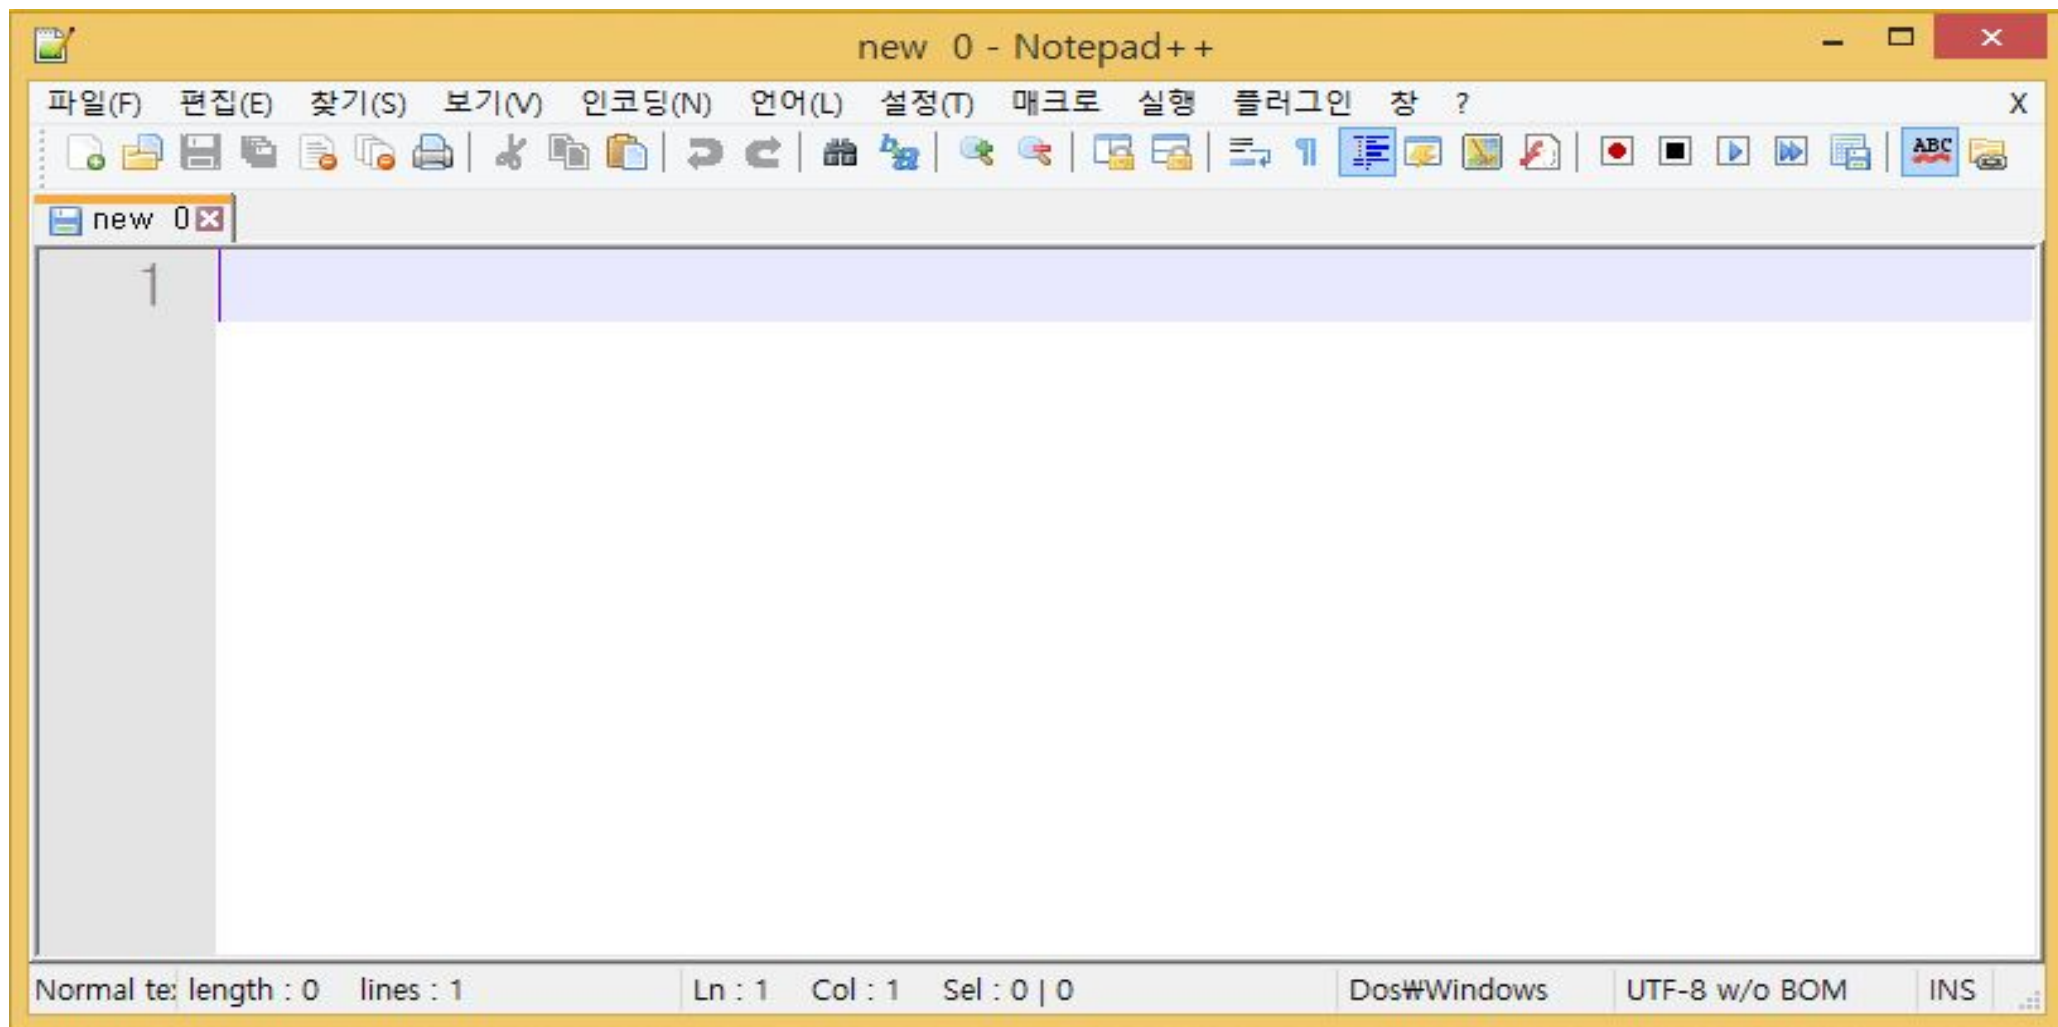 new 0 - Notepad++
파일(F) 편집(E) 찾기(S) 보기(V) 인코딩(N) 언어(L) 설정(T) 매크로 실행 플러그인 창 ? X
ABC
new 0
1
Normal te length : 0 lines : 1 Ln : 1 Col : 1 Sel : 0 | 0 Dos₩Windows UTF-8 w/o BOM INS